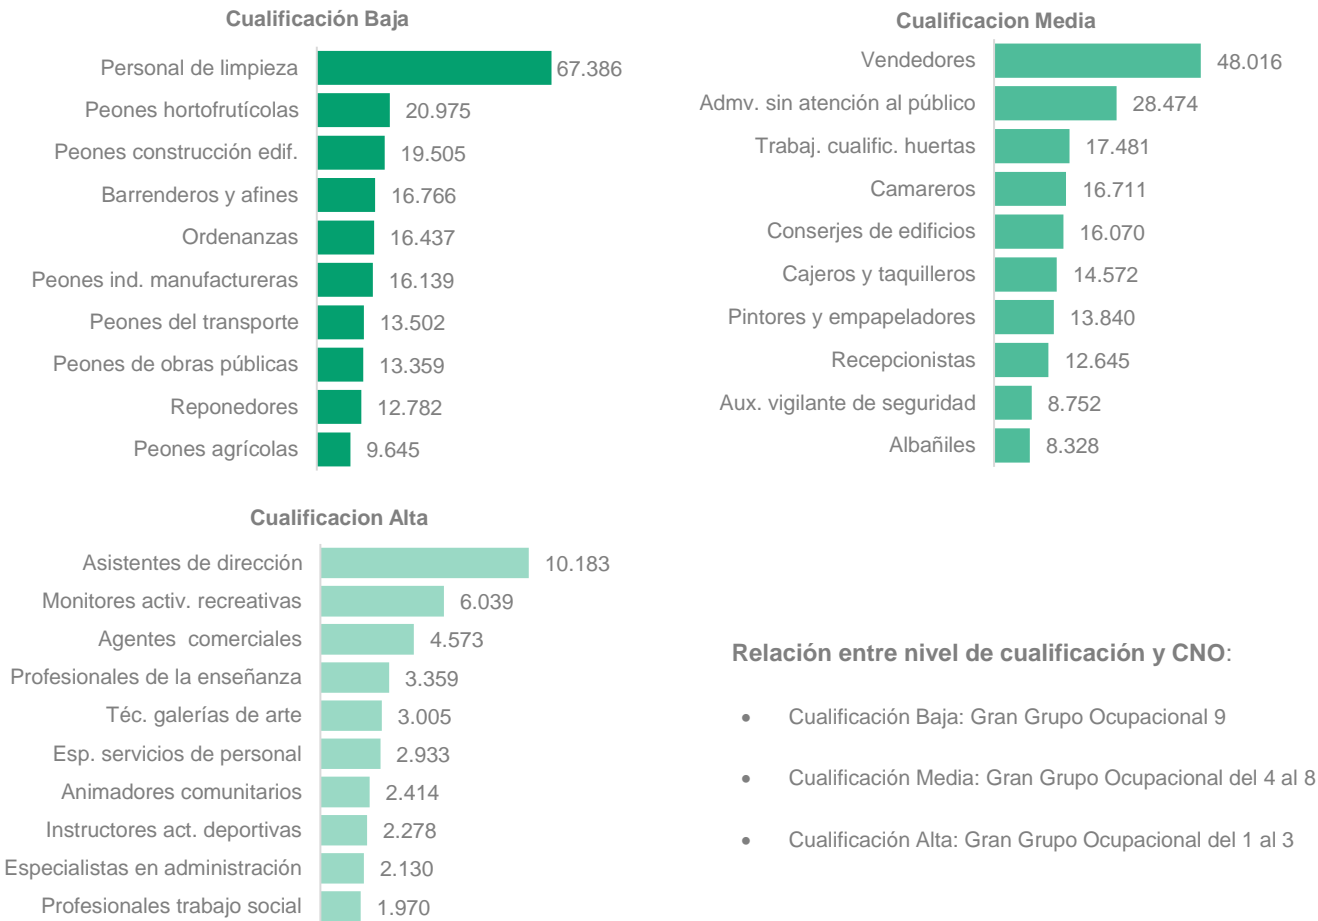 Cualificación Baja
Personal de limpieza 67.386
Peones hortofrutícolas 20.975
Peones construcción edif. 19.505
Barrenderos y afines 16.766
Ordenanzas 16.437
Peones ind. manufactureras 16.139
Peones del transporte 13.502
Peones de obras públicas 13.359
Reponedores 12.782
Peones agrícolas 9.645
Cualificacion Media
Vendedores 48.016
Admv. sin atención al público 28.474
Trabaj. cualific. huertas 17.481
Camareros 16.711
Conserjes de edificios 16.070
Cajeros y taquilleros 14.572
Pintores y empapeladores 13.840
Recepcionistas 12.645
Aux. vigilante de seguridad 8.752
Albañiles 8.328
Cualificacion Alta
Asistentes de dirección 10.183
Monitores activ. recreativas 6.039
Agentes comerciales 4.573
Profesionales de la enseñanza 3.359
Téc. galerías de arte 3.005
Esp. servicios de personal 2.933
Animadores comunitarios 2.414
Instructores act. deportivas 2.278
Especialistas en administración 2.130
Profesionales trabajo social 1.970
Relación entre nivel de cualificación y CNO:
• Cualificación Baja: Gran Grupo Ocupacional 9
• Cualificación Media: Gran Grupo Ocupacional del 4 al 8
• Cualificación Alta: Gran Grupo Ocupacional del 1 al 3